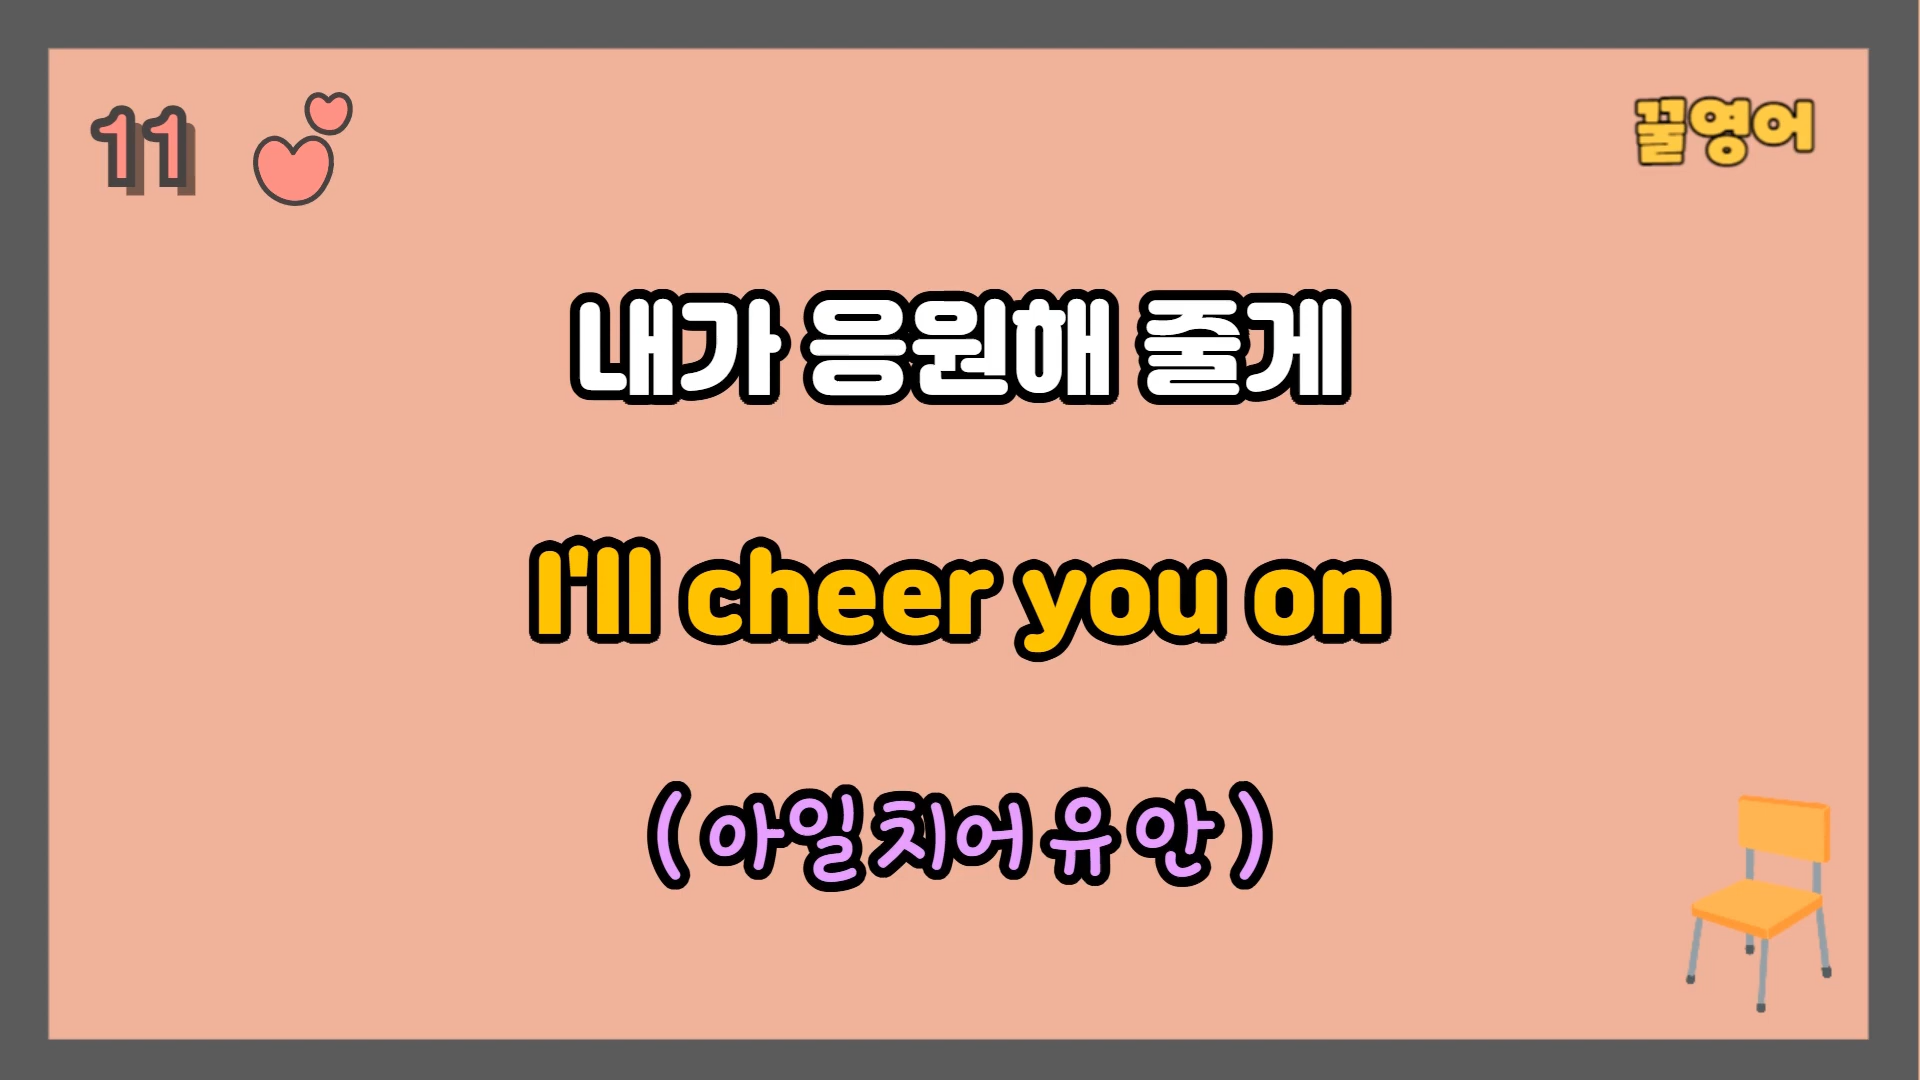 11
꿀영어
내가 응원해 줄게
I'll cheer you on
( 아일 치어 유 안 )